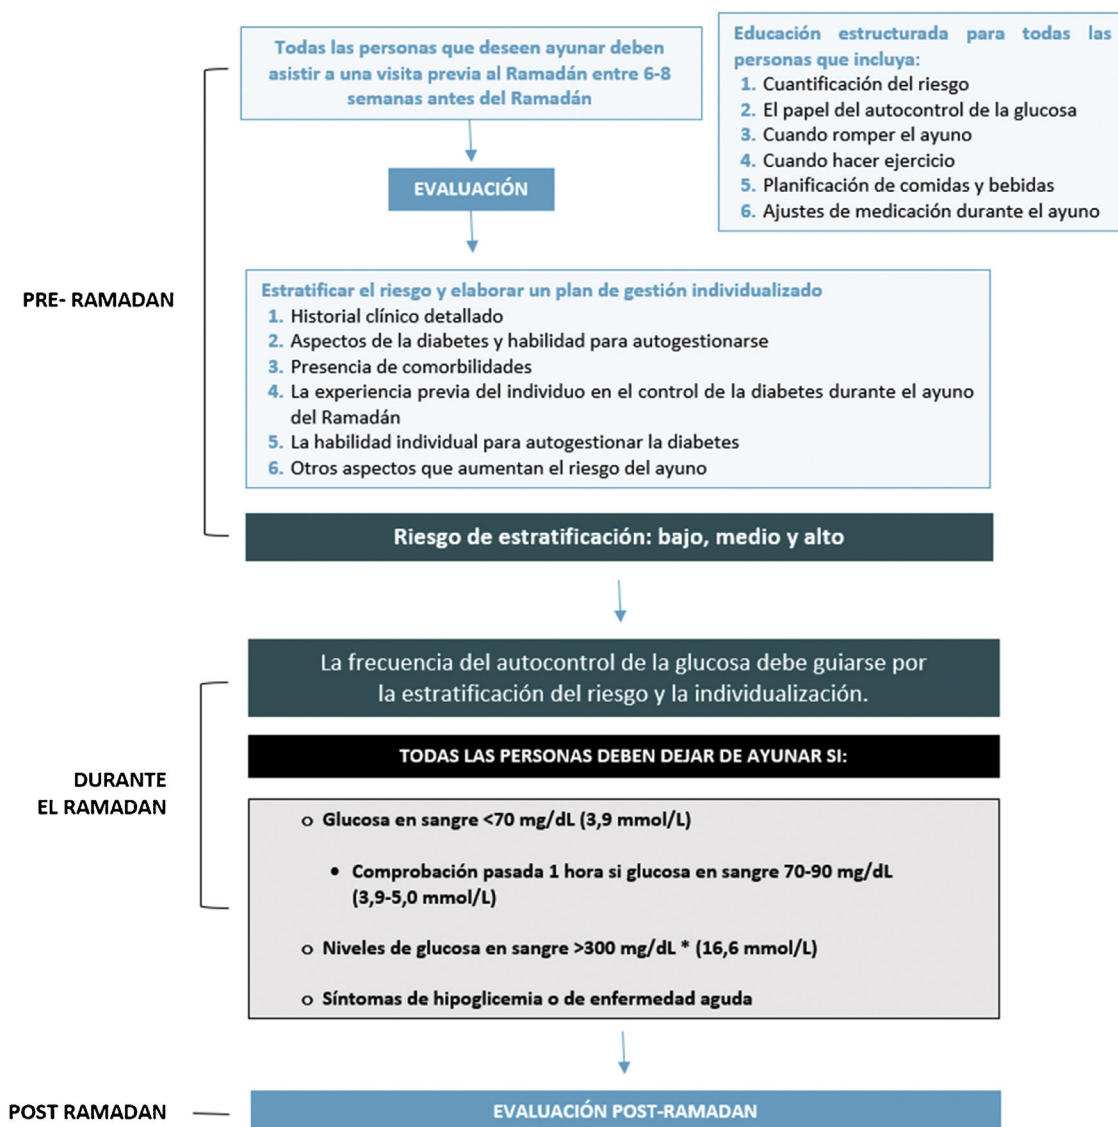 Todas las personas que deseen ayunar deben
asistir a una visita previa al Ramadán entre 6-8
semanas antes del Ramadán
Educación estructurada para todas las
personas que incluya:
1. Cuantificación del riesgo
2. El papel del autocontrol de la glucosa
3. Cuando romper el ayuno
4. Cuando hacer ejercicio
5. Planificación de comidas y bebidas
6. Ajustes de medicación durante el ayuno
EVALUACIÓN
PRE- RAMADAN
Estratificar el riesgo y elaborar un plan de gestión individualizado
1. Historial clínico detallado
2. Aspectos de la diabetes y habilidad para autogestionarse
3. Presencia de comorbilidades
4. La experiencia previa del individuo en el control de la diabetes durante el ayuno
del Ramadán
5. La habilidad individual para autogestionar la diabetes
6. Otros aspectos que aumentan el riesgo del ayuno
Riesgo de estratificación: bajo, medio y alto
La frecuencia del autocontrol de la glucosa debe guiarse por
la estratificación del riesgo y la individualización.
DURANTE
EL RAMADAN
TODAS LAS PERSONAS DEBEN DEJAR DE AYUNAR SI:
o Glucosa en sangre <70 mg/dL (3,9 mmol/L)
• Comprobación pasada 1 hora si glucosa en sangre 70-90 mg/dL
(3,9-5,0 mmol/L)
o Niveles de glucosa en sangre >300 mg/dL * (16,6 mmol/L)
o Síntomas de hipoglicemia o de enfermedad aguda
POST RAMADAN
EVALUACIÓN POST-RAMADAN